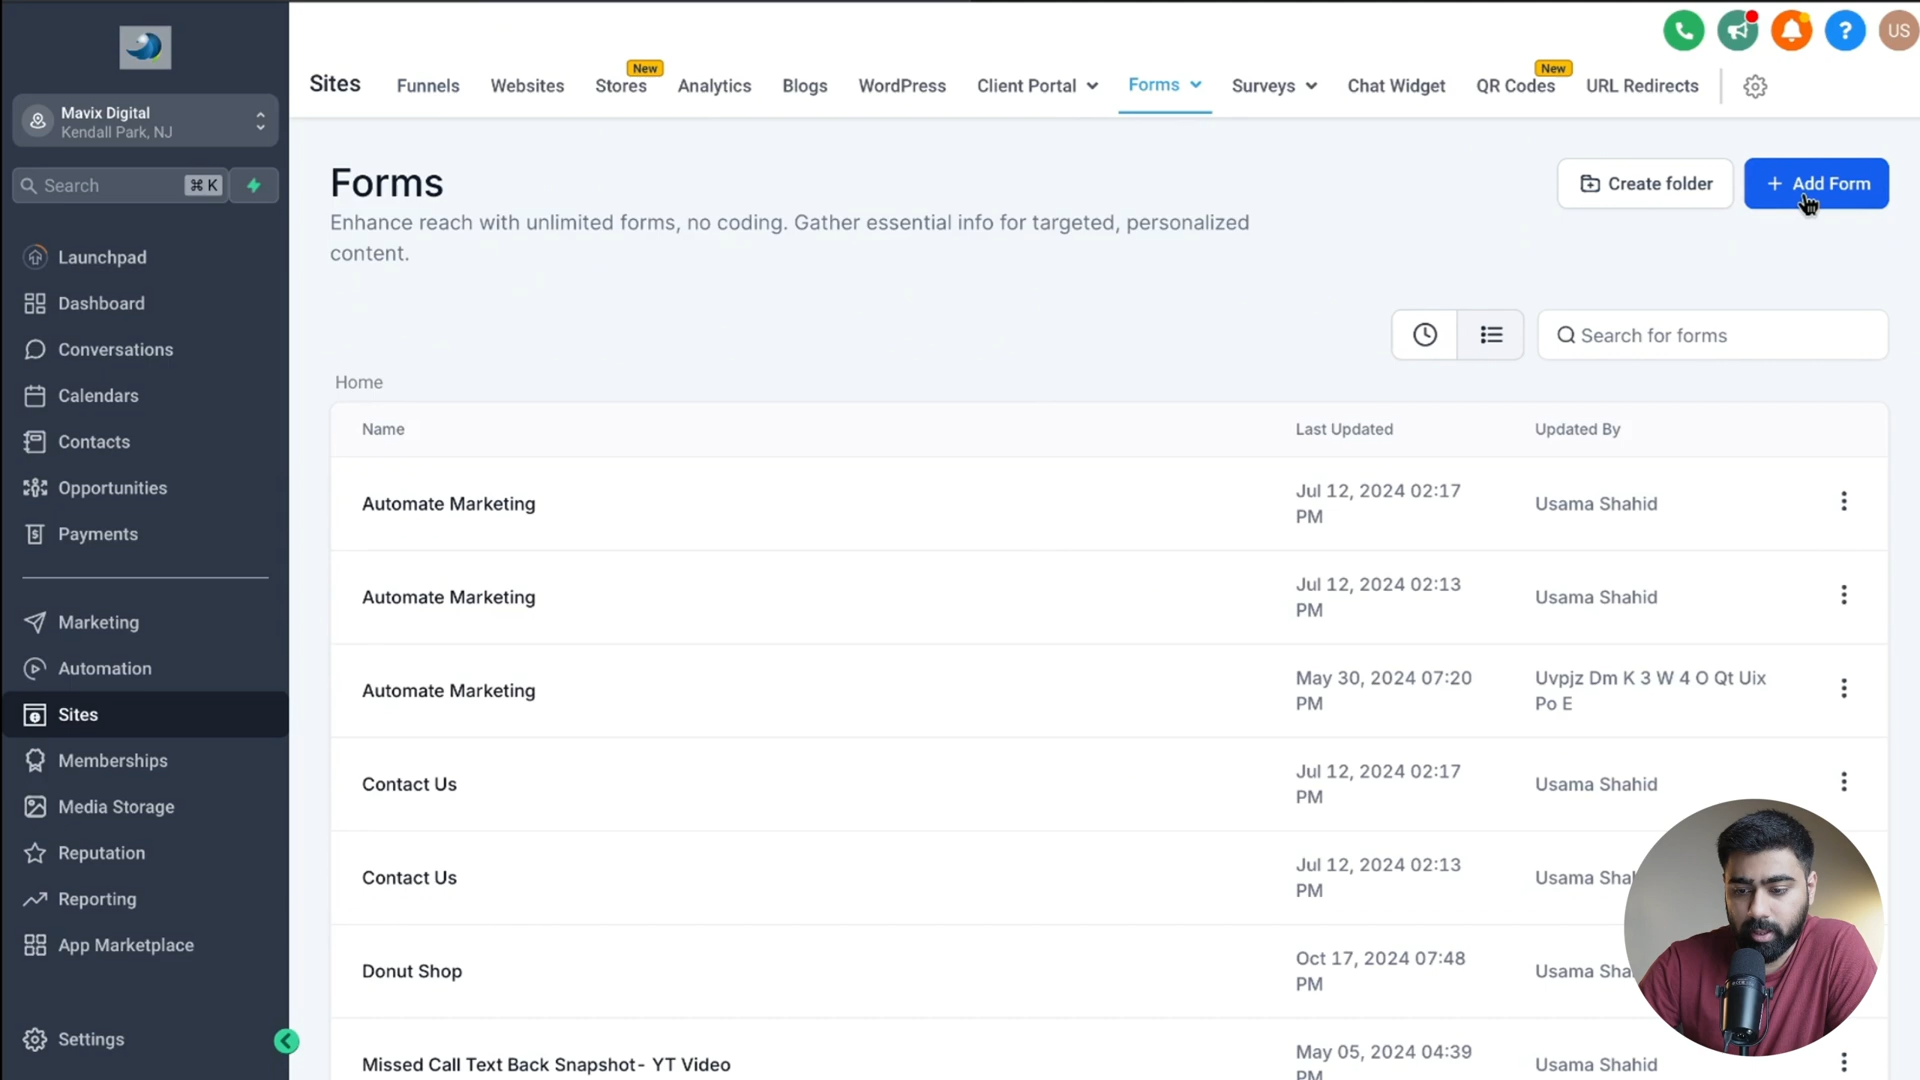 Mavix Digital
Kendall Park, NJ
Search ⌘ K
Launchpad
Dashboard
Conversations
Calendars
Contacts
Opportunities
Payments
Marketing
Automation
Sites
Memberships
Media Storage
Reputation
Reporting
App Marketplace
Settings
US
Sites Funnels Websites Stores New Analytics Blogs WordPress Client Portal Forms Surveys Chat Widget QR Codes New URL Redirects
Forms
Create folder
+ Add Form
Enhance reach with unlimited forms, no coding. Gather essential info for targeted, personalized
content.
Search for forms
Home
Name Last Updated Updated By
Automate Marketing Jul 12, 2024 02:17 Usama Shahid
PM
Automate Marketing Jul 12, 2024 02:13 Usama Shahid
PM
Automate Marketing May 30, 2024 07:20 Uvpjz Dm K 3 W 4 O Qt Uix
PM Po E
Contact Us Jul 12, 2024 02:17 Usama Shahid
PM
Contact Us Jul 12, 2024 02:13 Usama
PM
Donut Shop Oct 17, 2024 07:48 Usama
PM
Missed Call Text Back Snapshot- YT Video May 05, 2024 04:39 Usama Shahid
PM